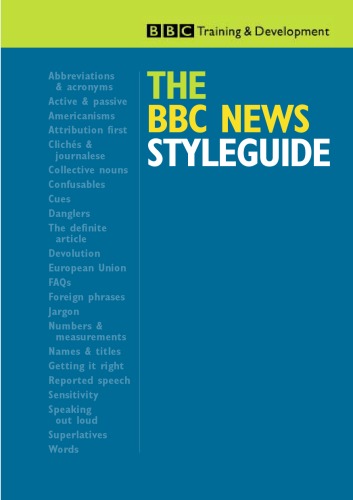 BBC Training & Development
THE
BBC NEWS
STYLEGUIDE
Abbreviations
& acronyms
Active & passive
Americanisms
Attribution first
Clichés &
journalese
Collective nouns
Confusables
Cues
Danglers
The definite
article
Devolution
European Union
FAQs
Foreign phrases
Jargon
Numbers &
measurements
Names & titles
Getting it right
Reported speech
Sensitivity
Speaking
out loud
Superlatives
Words